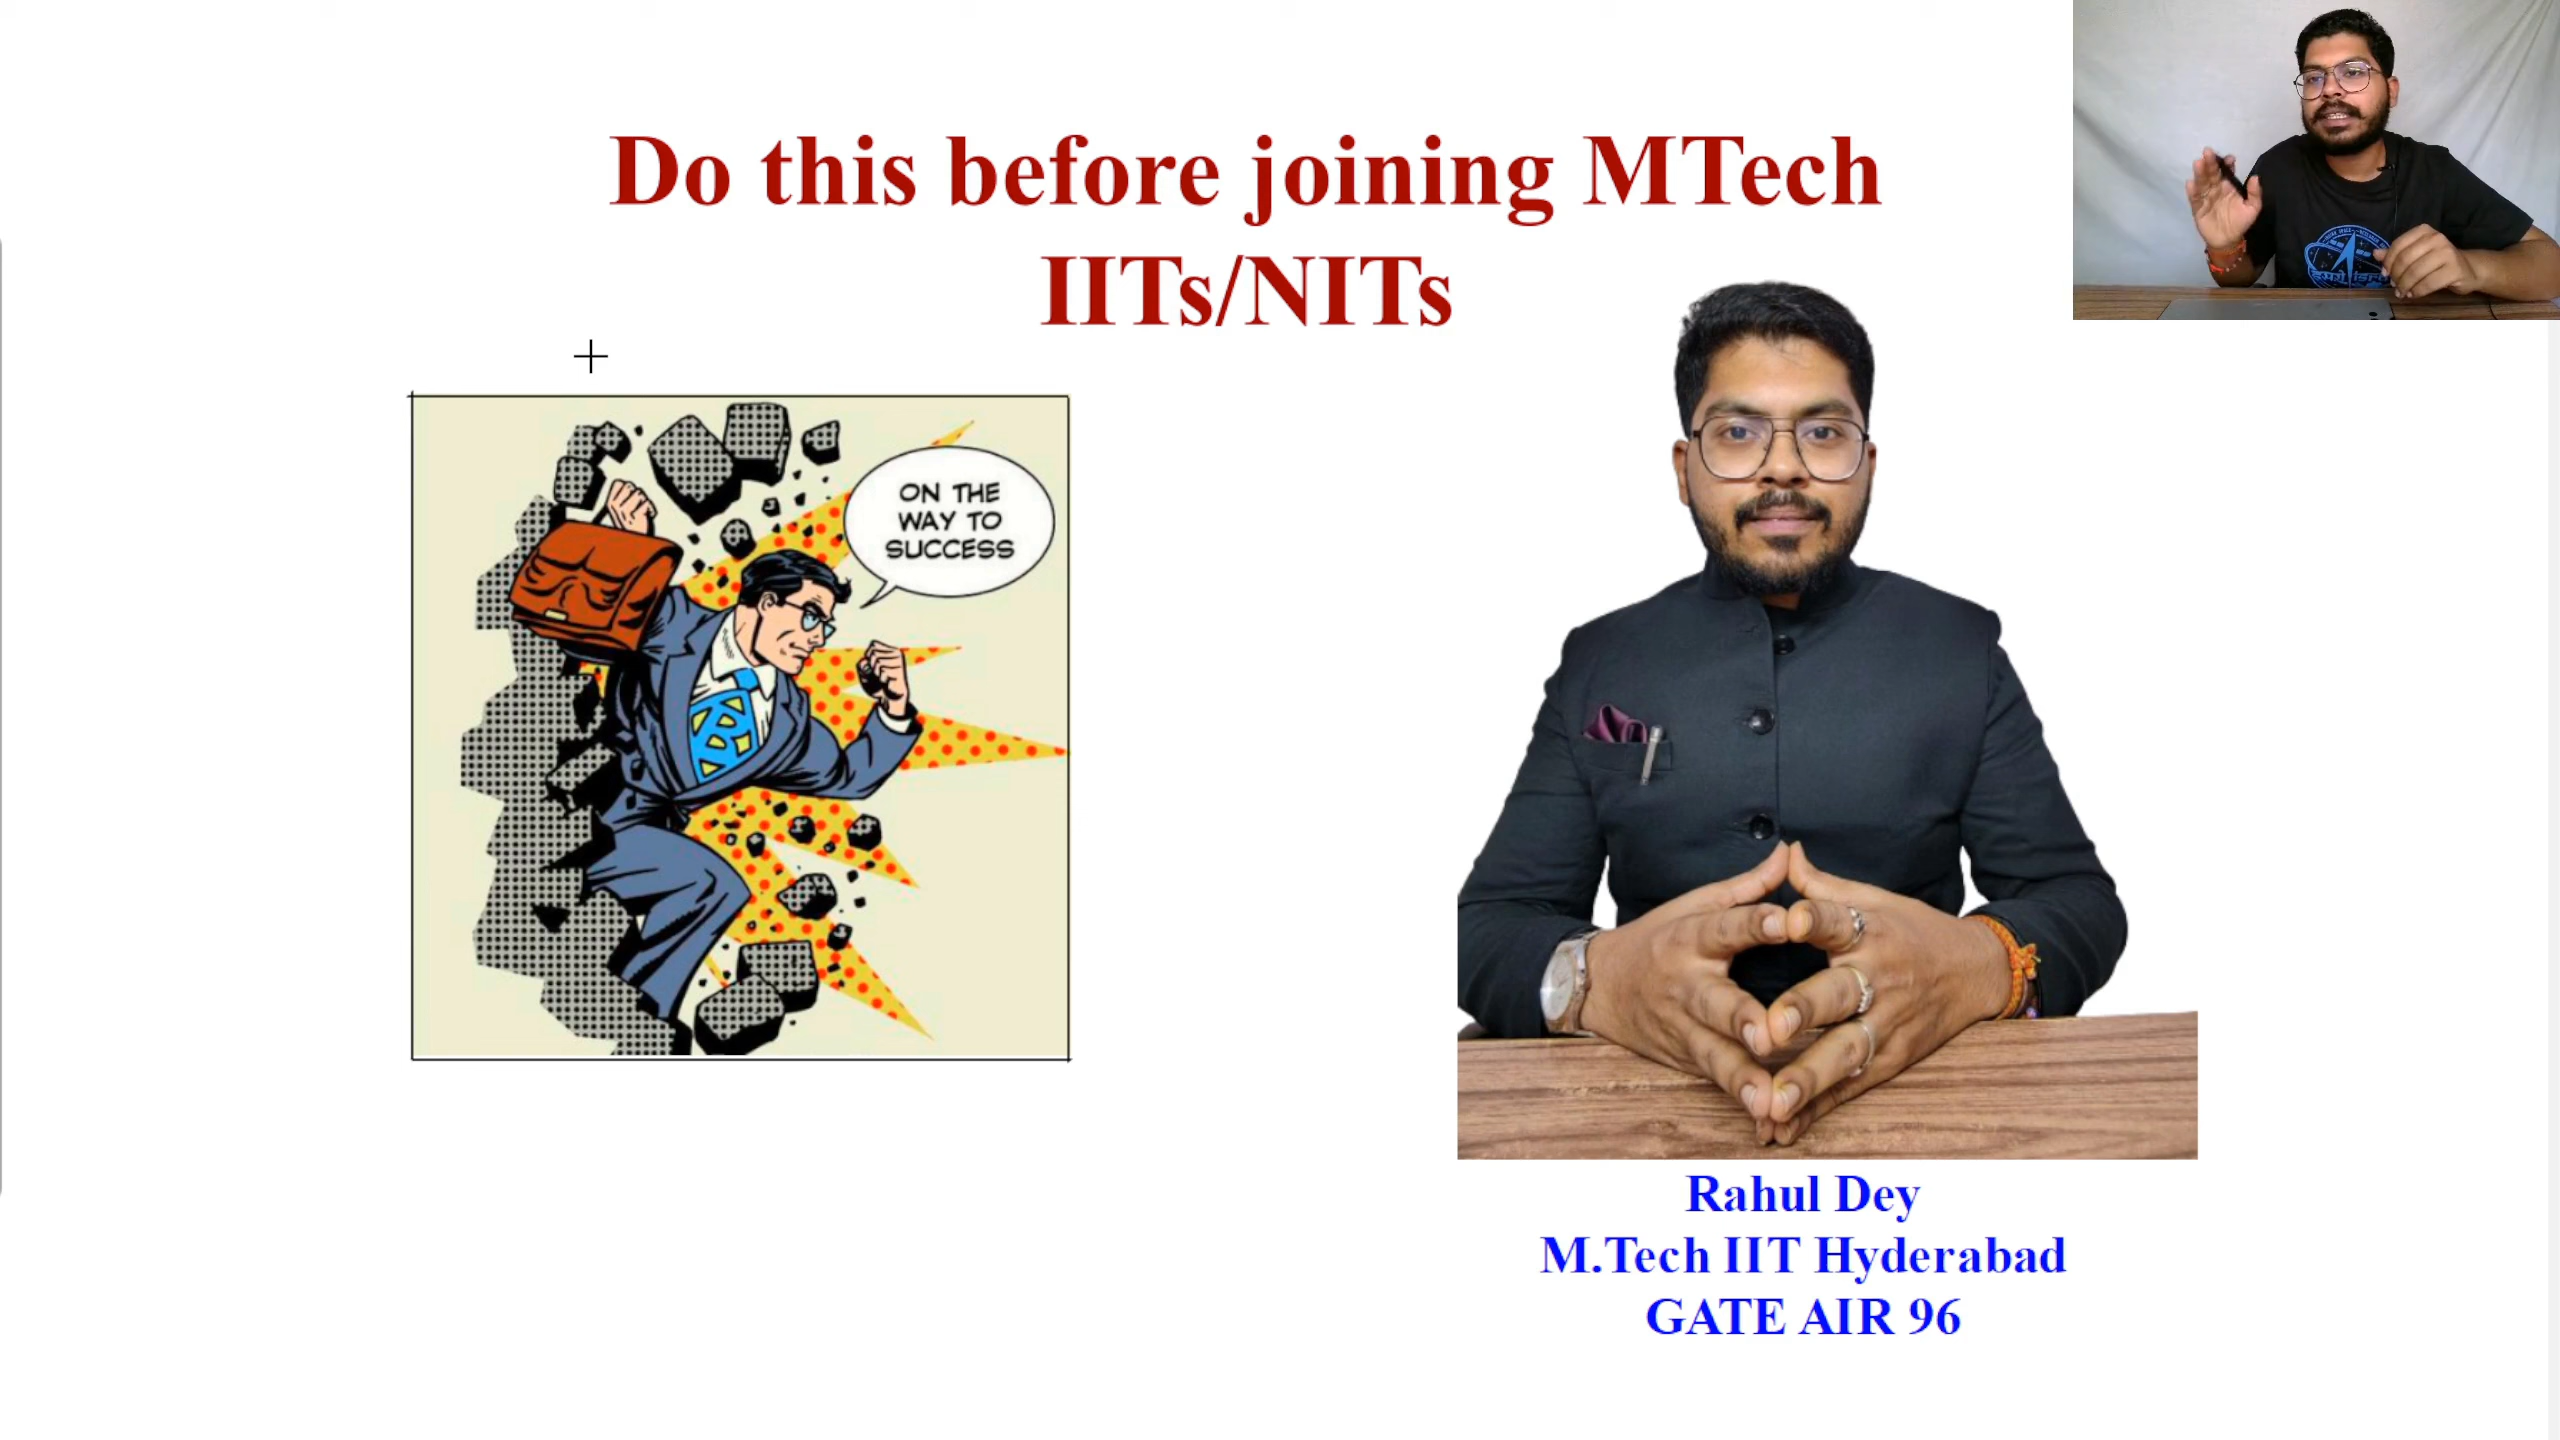 Do this before joining MTech
IITs/NITs
ON THE
WAY TO
SUCCESS
Rahul Dey
M.Tech IIT Hyderabad
GATE AIR 96